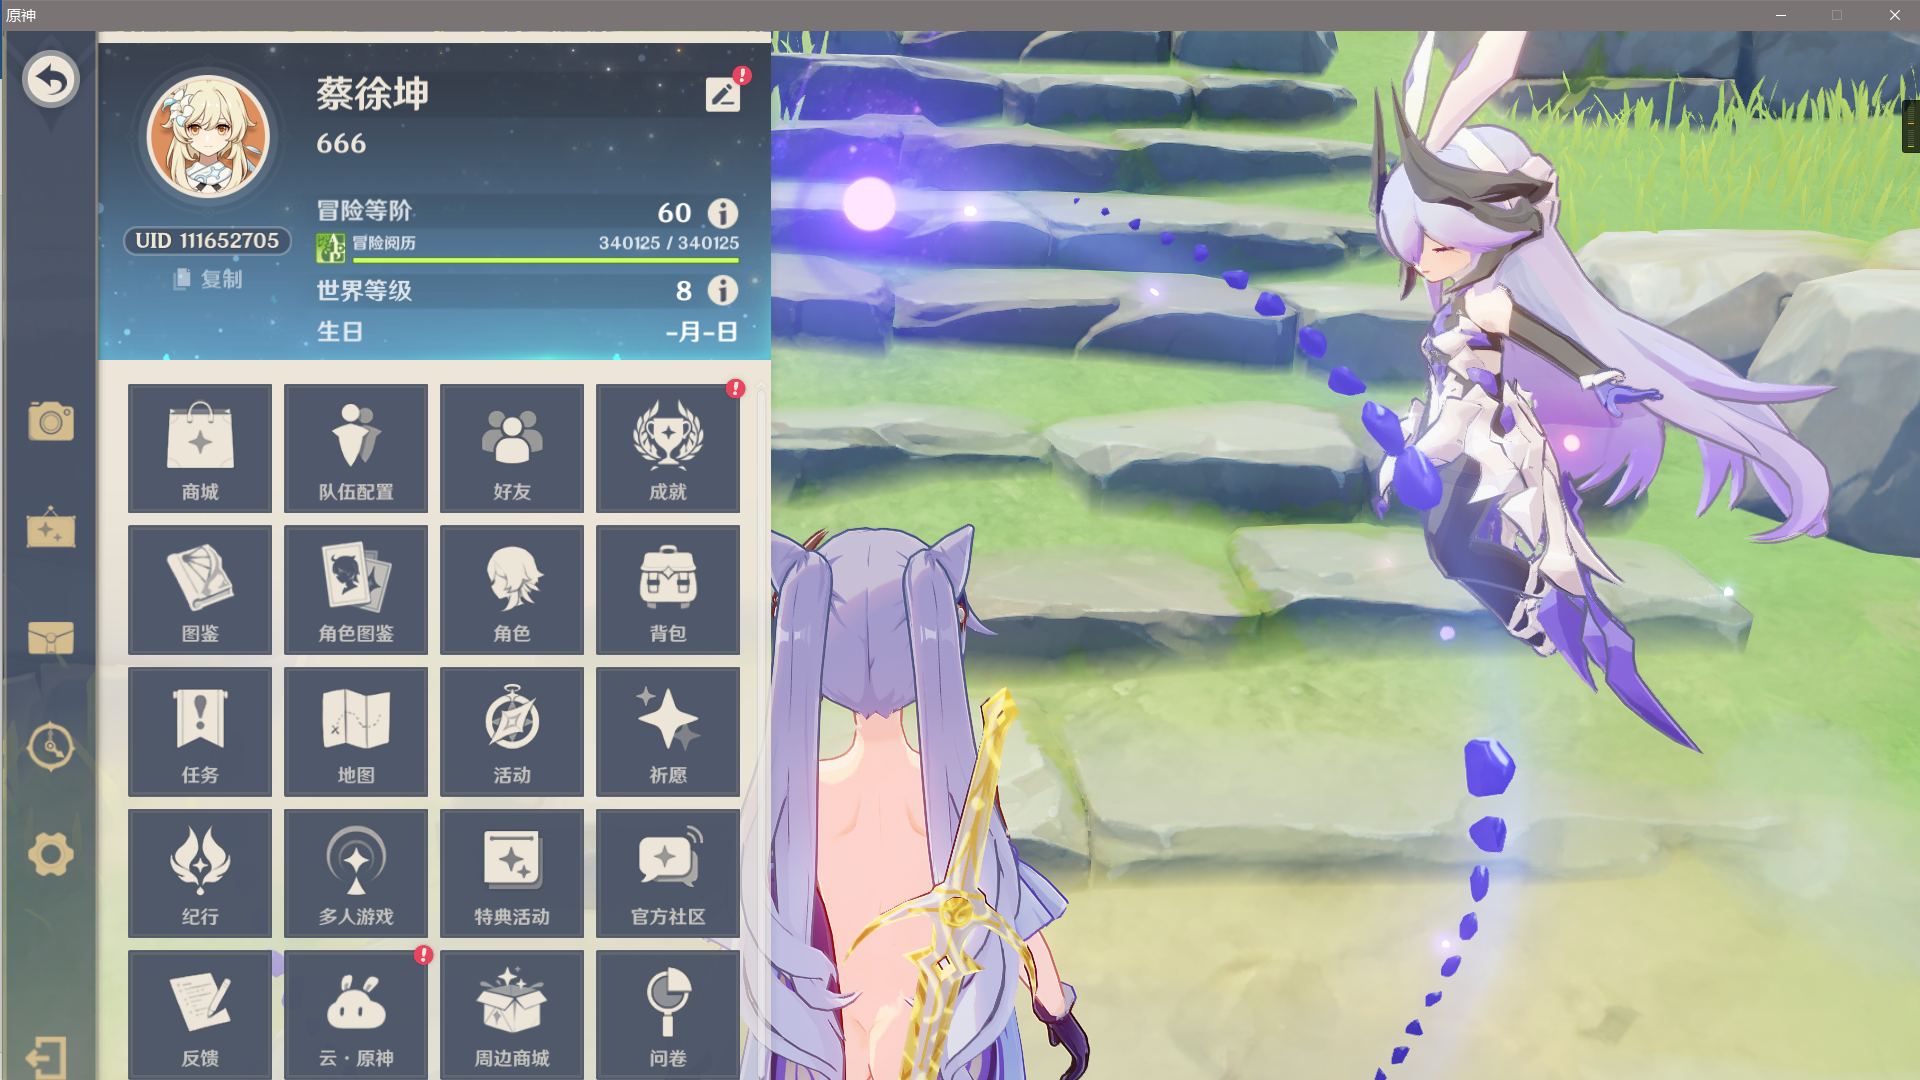 原神
蔡徐坤
666
冒险等阶 60
UID 111652705
冒险阅历 340125 / 340125
复制
世界等级 8
生日 -月-日
商城 队伍配置 好友 成就
图鉴 角色图鉴 角色 背包
任务 地图 活动 祈愿
纪行 多人游戏 特典活动 官方社区
反馈 云·原神 周边商城 问卷